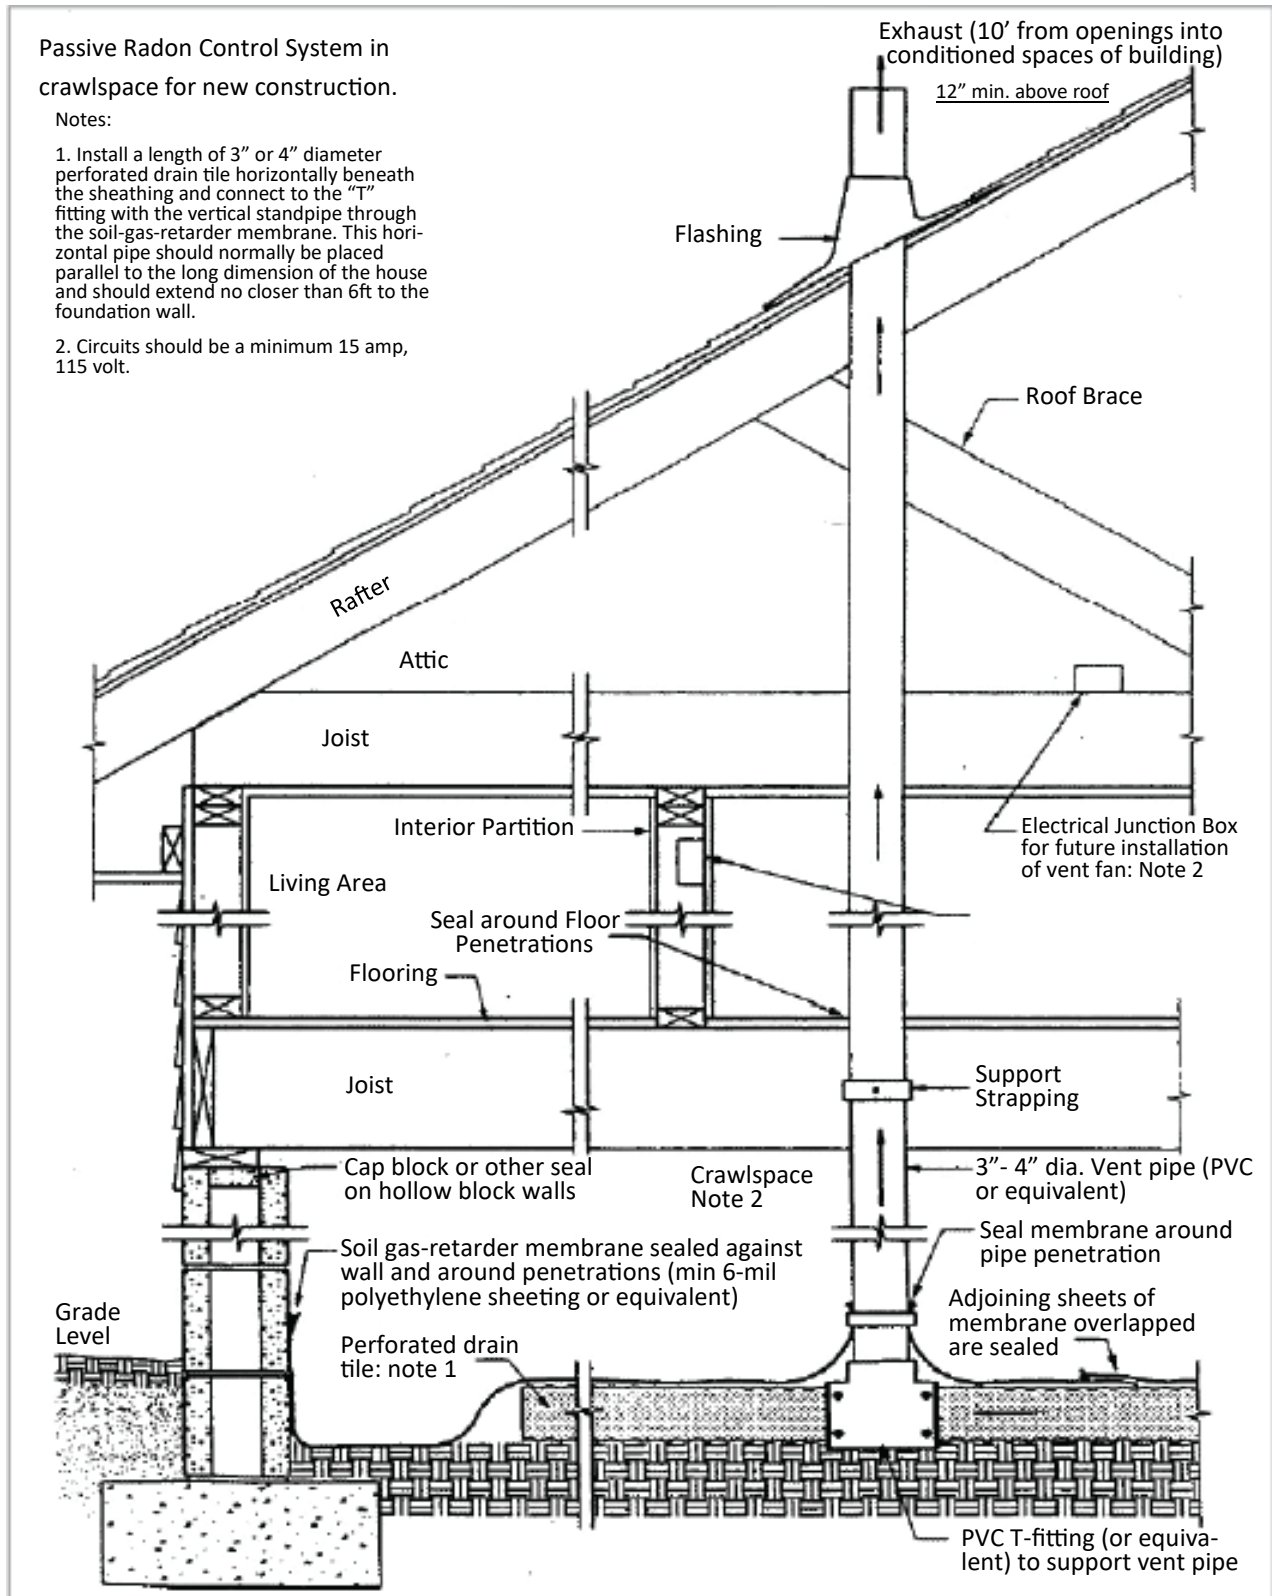 Passive Radon Control System in
crawlspace for new construction.
Notes:
1. Install a length of 3” or 4” diameter
perforated drain tile horizontally beneath
the sheathing and connect to the “T”
fitting with the vertical standpipe through
the soil-gas-retarder membrane. This hori-
zontal pipe should normally be placed
parallel to the long dimension of the house
and should extend no closer than 6ft to the
foundation wall.
2. Circuits should be a minimum 15 amp,
115 volt.
Exhaust (10’ from openings into
conditioned spaces of building)
12” min. above roof
Flashing
Roof Brace
Rafter
Attic
Joist
Interior Partition
Electrical Junction Box
for future installation
of vent fan: Note 2
Living Area
Seal around Floor
Penetrations
Flooring
Joist
Support
Strapping
Cap block or other seal
on hollow block walls
Crawlspace
Note 2
3”- 4” dia. Vent pipe (PVC
or equivalent)
Seal membrane around
pipe penetration
Soil gas-retarder membrane sealed against
wall and around penetrations (min 6-mil
polyethylene sheeting or equivalent)
Grade
Level
Adjoining sheets of
membrane overlapped
are sealed
Perforated drain
tile: note 1
PVC T-fitting (or equiva-
lent) to support vent pipe